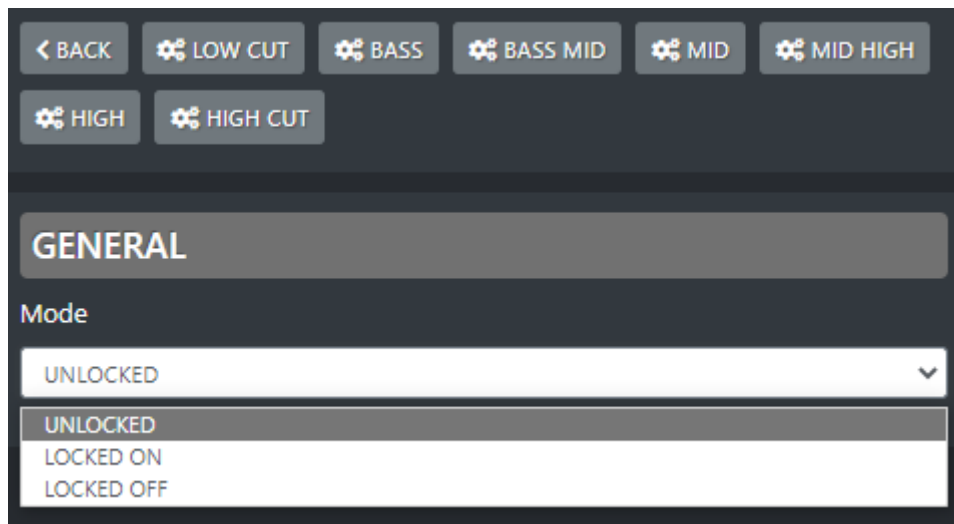 BACK LOW CUT BASS BASS MID MID MID HIGH
HIGH HIGH CUT
GENERAL
Mode
UNLOCKED
UNLOCKED
LOCKED ON
LOCKED OFF